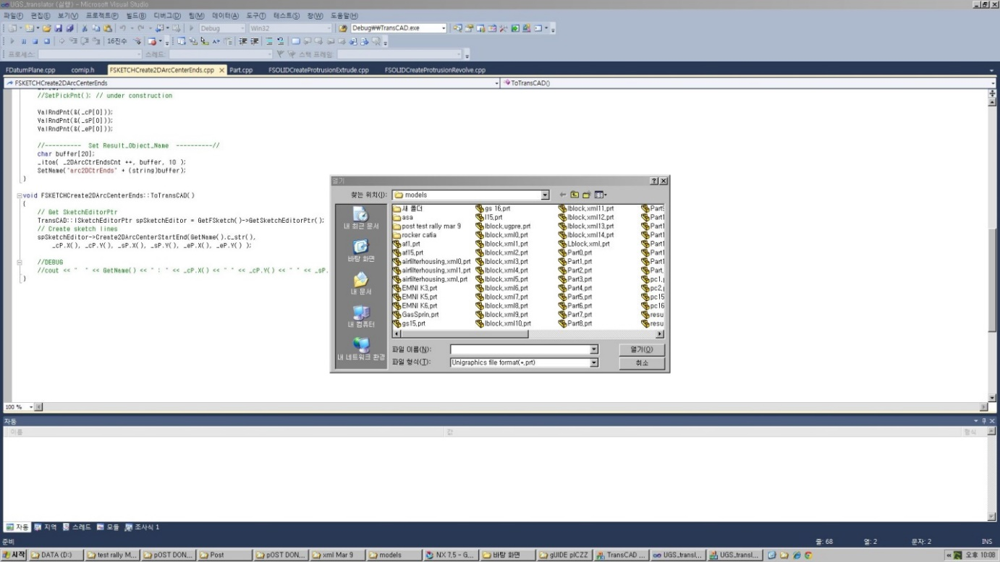 UGS_translator (실행) - Microsoft Visual Studio
파일(F) 편집(E) 보기(V) 프로젝트(P) 빌드(B) 디버그(D) 팀(M) 데이터(A) 도구(T) 테스트(S) 창(W) 도움말(H)
Debug Win32 Debug₩₩TransCAD.exe
16진수
프로세스: 스레드: 스택 프레임:
FDatumPlane.cpp comip.h FSKETCHCreate2DArcCenterEnds.cpp Part.cpp FSOLIDCreateProtrusionExtrude.cpp FSOLIDCreateProtrusionRevolve.cpp
FSKETCHCreate2DArcCenterEnds ToTransCAD()
//SetPickPnt(); // under construction
ValRndPnt(&(_cP[0]));
ValRndPnt(&(_sP[0]));
ValRndPnt(&(_eP[0]));
//---------- Set Result_Object_Name ----------//
char buffer[20];
_itoa( _2DArcCtrEndsCnt ++, buffer, 10 );
SetName("arc2DCtrEnds" + (string)buffer);
}
void FSKETCHCreate2DArcCenterEnds::ToTransCAD()
{
// Get SketchEditorPtr
TransCAD::ISketchEditorPtr spSketchEditor = GetFSketch()->GetSketchEditorPtr();
// Create sketch lines
spSketchEditor->Create2DArcCenterStartEnd(GetName().c_str(),
_cP.X(), _cP.Y(), _sP.X(), _sP.Y(), _eP.X(), _eP.Y() );
//DEBUG
//cout << " " << GetName() << " : " << _cP.X() << " " << _cP.Y() << " " << _sP.
}
열기
찾는 위치(I): models
내 최근 문서
바탕 화면
내 문서
내 컴퓨터
내 네트워크 환경
새 폴더 gs 16.prt lblock.xml11.prt Part9
asa l15.prt lblock.xml12.prt Part1
post test rally mar 9 lblock.ugpre.prt lblock.xml13.prt Part1
rocker catia lblock.xml0.prt lblock.xml14.prt Part1
af1.prt lblock.xml1.prt Lblock.xml.prt Part1
af15.prt lblock.xml2.prt Part0.prt Part1
airfilterhousing.xml0.prt lblock.xml3.prt Part1.prt Part1
airfilterhousing.xml1.prt lblock.xml4.prt Part2.prt Part.
airfilterhousing.xml.prt lblock.xml5.prt Part3.prt pc1.
EMNI K3.prt lblock.xml6.prt Part4.prt pc2.
EMNI K5.prt lblock.xml7.prt Part5.prt pc15
EMNI K6.prt lblock.xml8.prt Part6.prt pc16
GasSprin.prt lblock.xml9.prt Part7.prt resu
gs15.prt lblock.xml10.prt Part8.prt resu
파일 이름(N): 열기(O)
파일 형식(T): Unigraphics file format(*.prt) 취소
100 %
자동
이름 값 형식
자동 지역 스레드 모듈 조사식 1
준비 줄: 68 열: 2 문자: 2 INS
시작 DATA (D:) test rally M... pOST DON... Post pOST DON... xml Mar 9 models NX 7.5 - G... 바탕 화면 gUIDE pICZZ TransCAD ... UGS_transl... UGS_transl... 오후 10:08